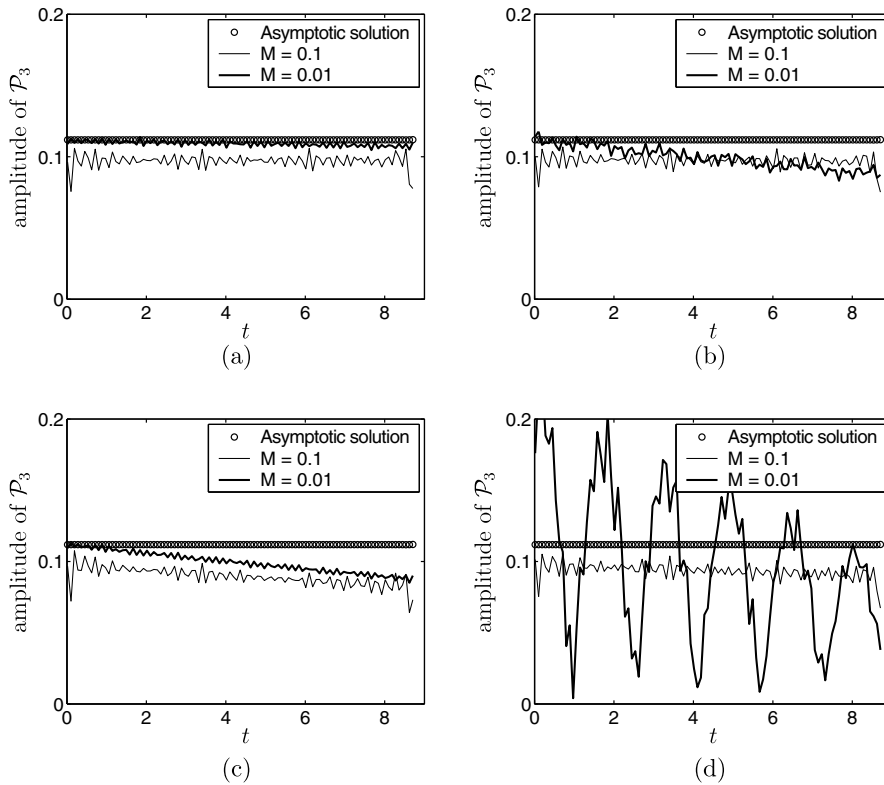 0.2
0.1
0
amplitude of P₃
Asymptotic solution
M = 0.1
M = 0.01
0 2 4 6 8
t
(a)
0.2
0.1
0
amplitude of P₃
Asymptotic solution
M = 0.1
M = 0.01
0 2 4 6 8
t
(b)
0.2
0.1
0
amplitude of P₃
Asymptotic solution
M = 0.1
M = 0.01
0 2 4 6 8
t
(c)
0.2
0.1
0
amplitude of P₃
Asymptotic solution
M = 0.1
M = 0.01
0 2 4 6 8
t
(d)